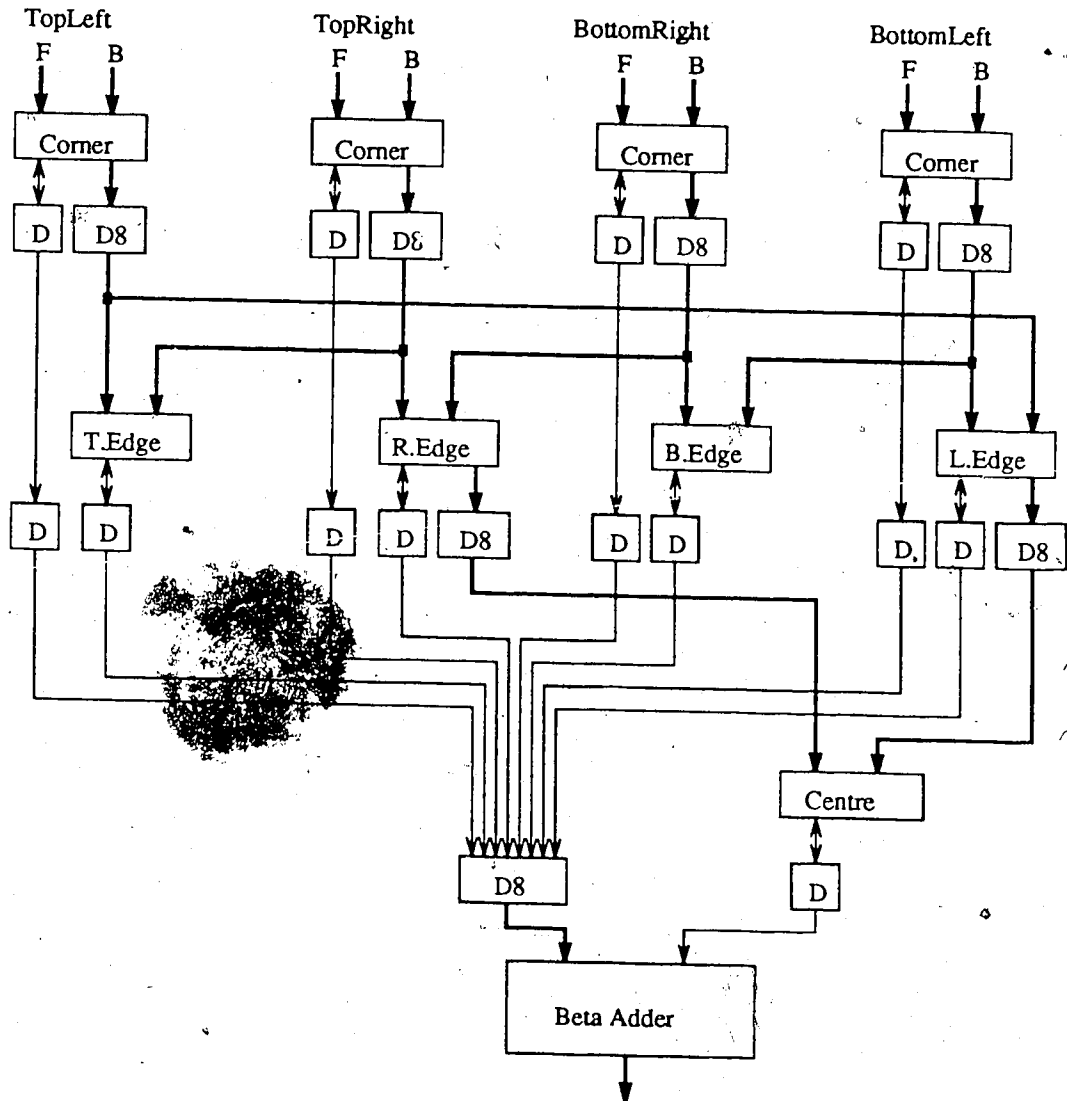 TopLeft TopRight BottomRight BottomLeft
F B F B F B F B
Corner Corner Corner Corner
D D8 D D8 D D8 D D8
T.Edge R.Edge B.Edge L.Edge
D D D D D8 D D D D D8
Centre
D8 D
Beta Adder